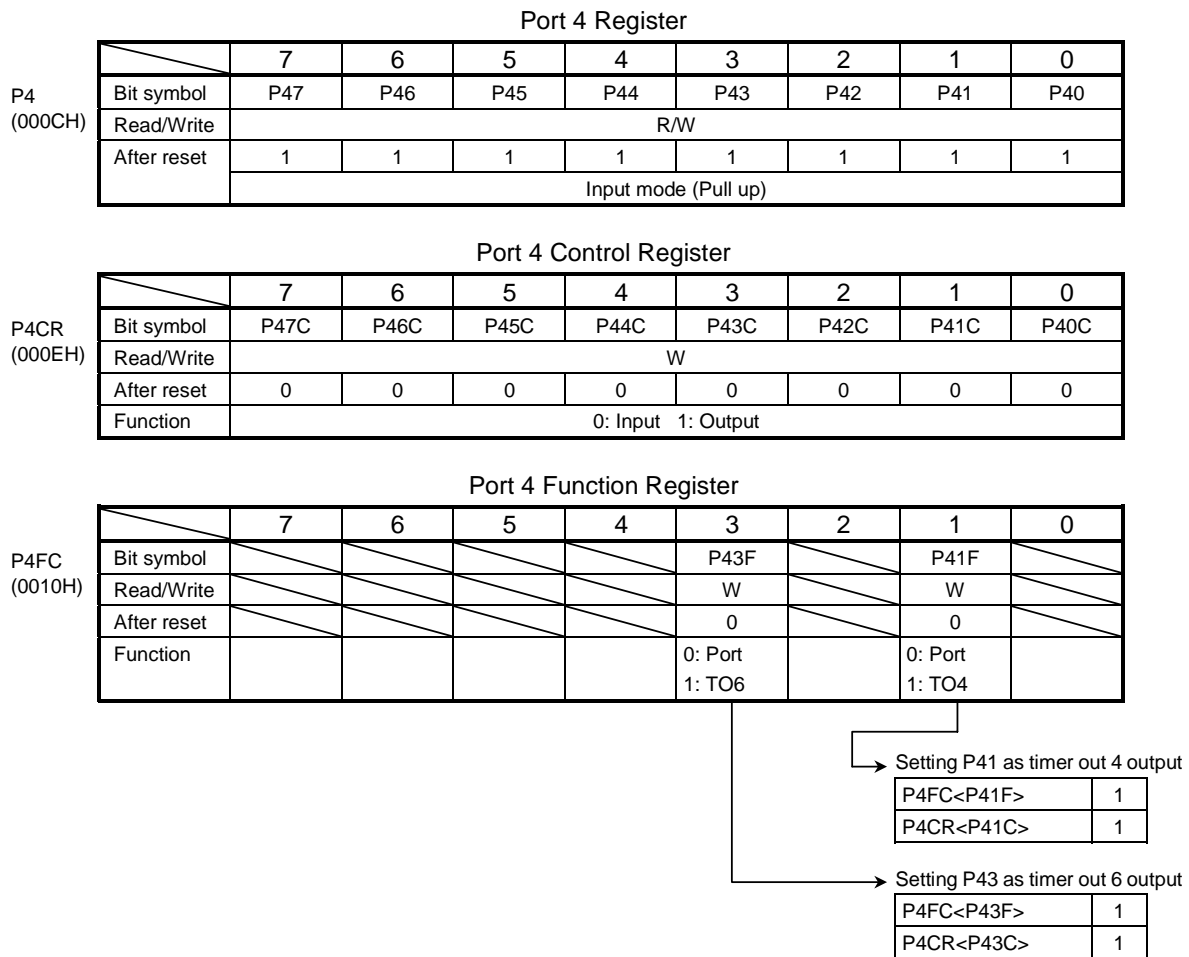 Port 4 Register
7 6 5 4 3 2 1 0
P4
(000CH)
Bit symbol P47 P46 P45 P44 P43 P42 P41 P40
Read/Write R/W
After reset 1 1 1 1 1 1 1 1
Input mode (Pull up)
Port 4 Control Register
7 6 5 4 3 2 1 0
P4CR
(000EH)
Bit symbol P47C P46C P45C P44C P43C P42C P41C P40C
Read/Write W
After reset 0 0 0 0 0 0 0 0
Function 0: Input 1: Output
Port 4 Function Register
7 6 5 4 3 2 1 0
P4FC
(0010H)
Bit symbol P43F P41F
Read/Write W W
After reset 0 0
Function 0: Port 0: Port
1: TO6 1: TO4
Setting P41 as timer out 4 output
P4FC<P41F> 1
P4CR<P41C> 1
Setting P43 as timer out 6 output
P4FC<P43F> 1
P4CR<P43C> 1